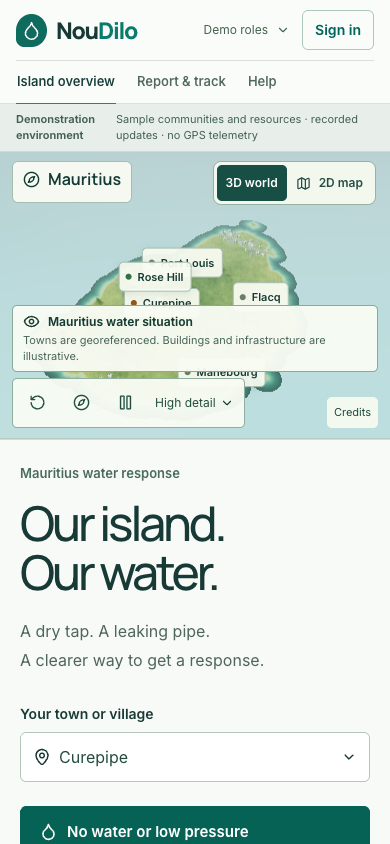 NouDilo
Demo roles
Sign in
Island overview
Report & track
Help
Demonstration environment
Sample communities and resources · recorded updates · no GPS telemetry
Mauritius
3D world
2D map
Port Louis
Rose Hill
Curepipe
Flacq
Mahebourg
Mauritius water situation
Towns are georeferenced. Buildings and infrastructure are
illustrative.
High detail
Credits
Mauritius water response
Our island.
Our water.
A dry tap. A leaking pipe.
A clearer way to get a response.
Your town or village
Curepipe
No water or low pressure